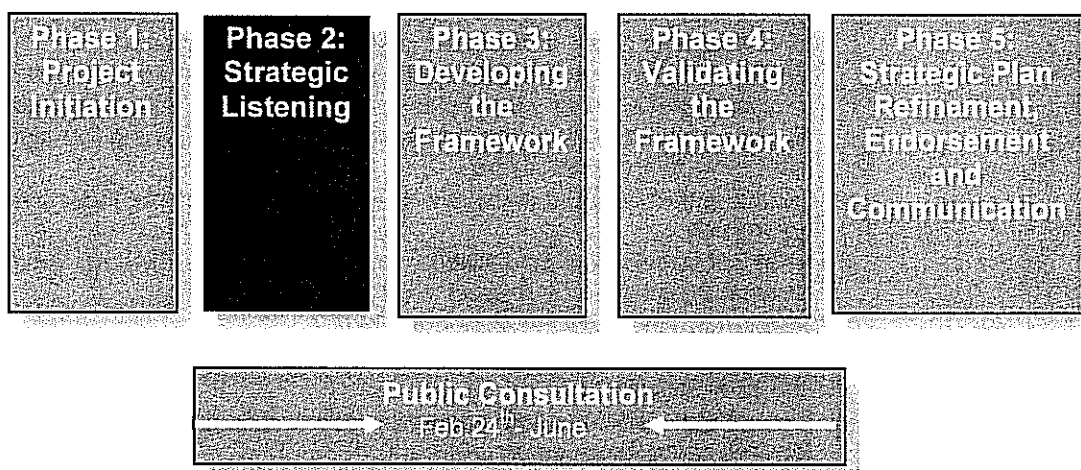 Phase 1:
Project
Initiation
Phase 2:
Strategic
Listening
Phase 3:
Developing
the
Framework
Phase 4:
Validating
the
Framework
Phase 5:
Strategic Plan
Refinement,
Endorsement
and
Communication
Public Consultation
Feb 24th - June